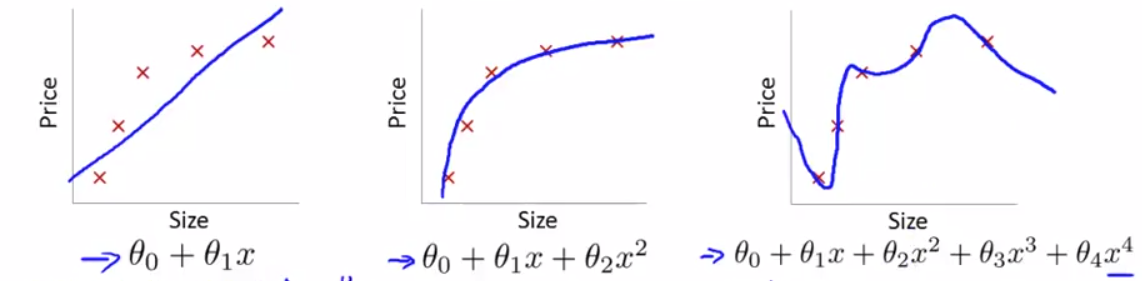 Price
Size
→ θ₀ + θ₁x
Price
Size
→ θ₀ + θ₁x + θ₂x²
Price
Size
→ θ₀ + θ₁x + θ₂x² + θ₃x³ + θ₄x⁴